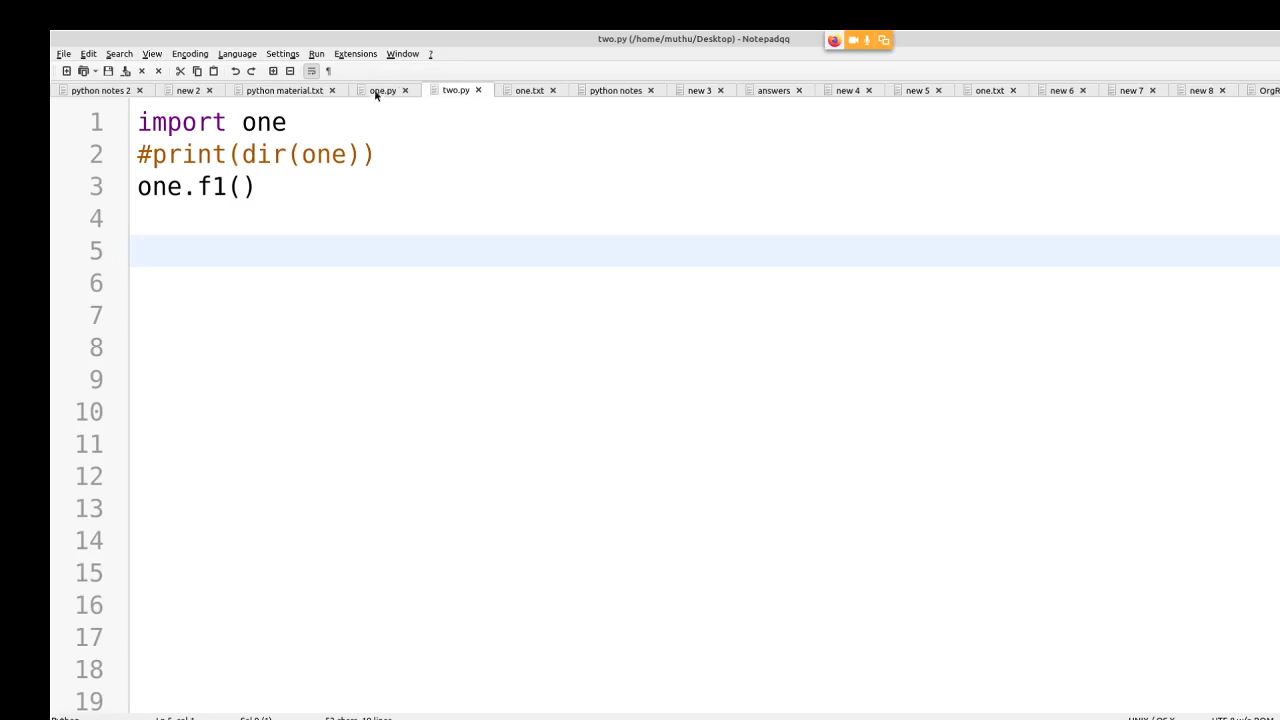 two.py (/home/muthu/Desktop) - Notepadqq
File Edit Search View Encoding Language Settings Run Extensions Window ?
python notes 2 new 2 python material.txt one.py two.py one.txt python notes new 3 answers new 4 new 5 one.txt new 6 new 7 new 8 OrgR
1 import one
2 #print(dir(one))
3 one.f1()
4
5
6
7
8
9
10
11
12
13
14
15
16
17
18
19